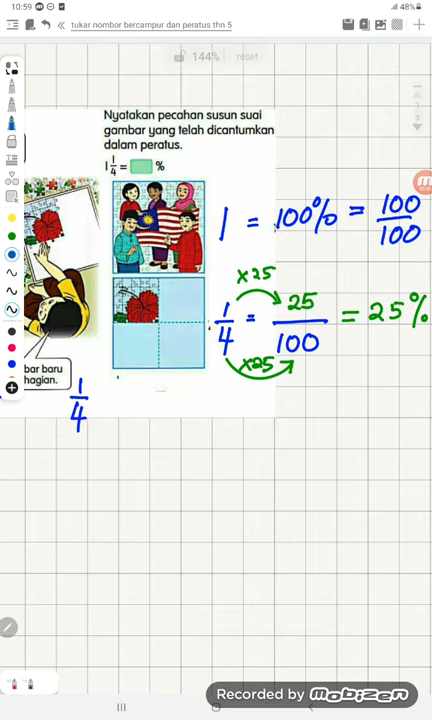 10:59
48%
tukar nombor bercampur dan peratus thn 5
144% reset
Nyatakan pecahan susun suai
gambar yang telah dicantumkan
dalam peratus.
1 1/4 = %
1 = 100% = 100/100
×25
1/4 = 25/100 = 25%
×25
bar baru
hagian.
1/4
Recorded by mobizen